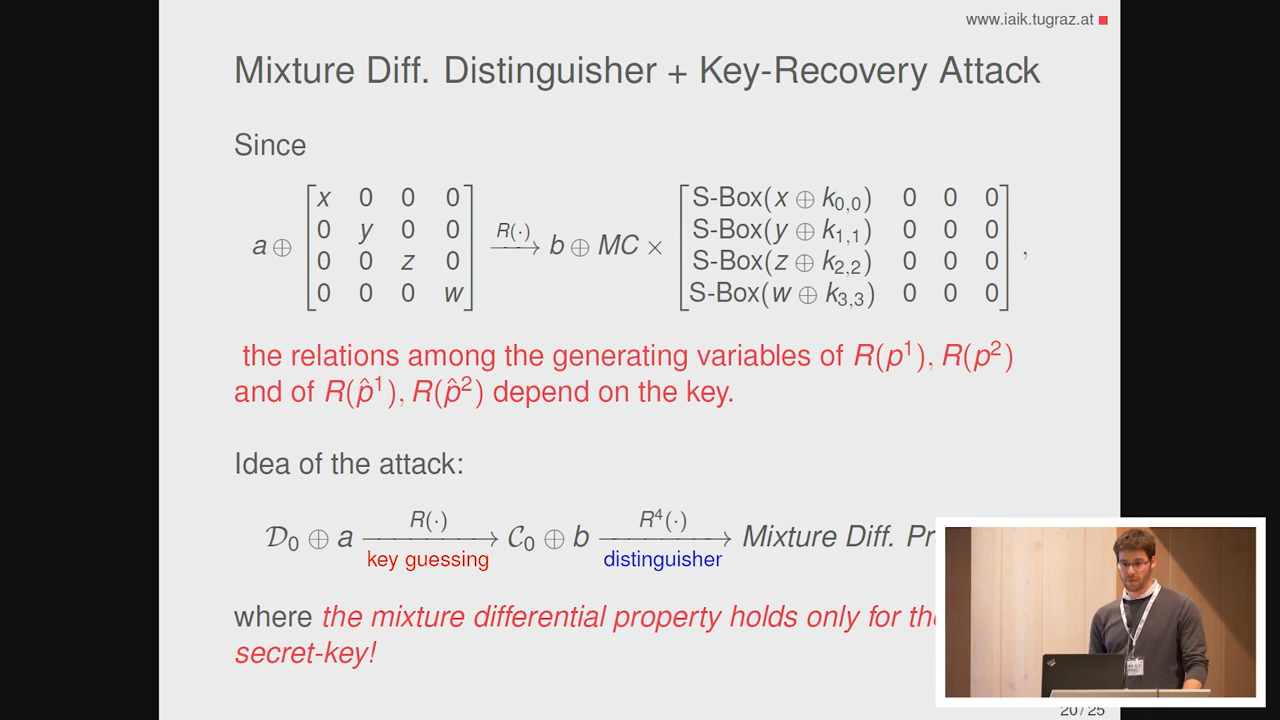 www.iaik.tugraz.at
Mixture Diff. Distinguisher + Key-Recovery Attack
Since
a ⊕ [x 0 0 0; 0 y 0 0; 0 0 z 0; 0 0 0 w] R(·)⟶ b ⊕ MC × [S-Box(x ⊕ k₀,₀) 0 0 0; S-Box(y ⊕ k₁,₁) 0 0 0; S-Box(z ⊕ k₂,₂) 0 0 0; S-Box(w ⊕ k₃,₃) 0 0 0],
the relations among the generating variables of R(p¹), R(p²)
and of R(p̂¹), R(p̂²) depend on the key.
Idea of the attack:
𝒟₀ ⊕ a R(·)⟶ 𝒞₀ ⊕ b R⁴(·)⟶ Mixture Diff.
key guessing distinguisher
where the mixture differential property holds only for
secret-key!
20/25